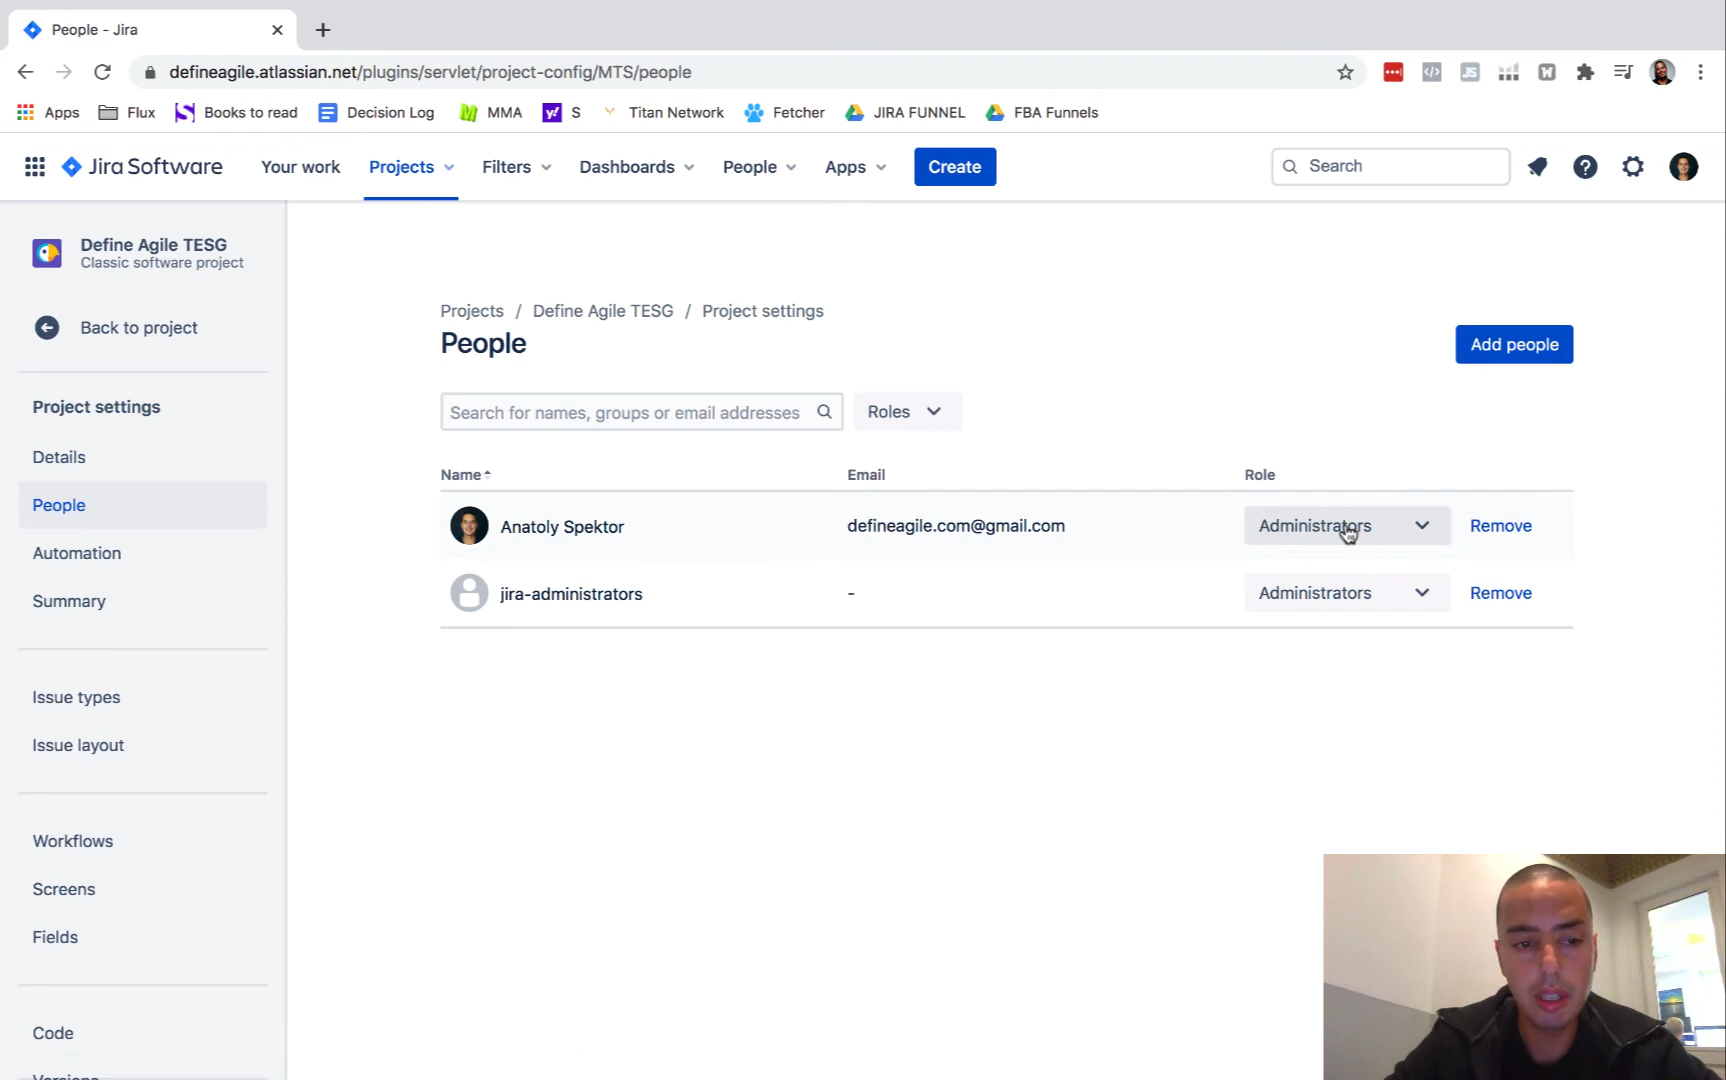 People - Jira
defineagile.atlassian.net/plugins/servlet/project-config/MTS/people
Apps Flux Books to read Decision Log MMA S Titan Network Fetcher JIRA FUNNEL FBA Funnels
Jira Software Your work Projects Filters Dashboards People Apps Create Search
Define Agile TESG
Classic software project
Back to project
Project settings
Details
People
Automation
Summary
Issue types
Issue layout
Workflows
Screens
Fields
Code
Versions
Projects / Define Agile TESG / Project settings
People
Add people
Search for names, groups or email addresses Roles
Name Email Role
Anatoly Spektor defineagile.com@gmail.com Administrators Remove
jira-administrators - Administrators Remove